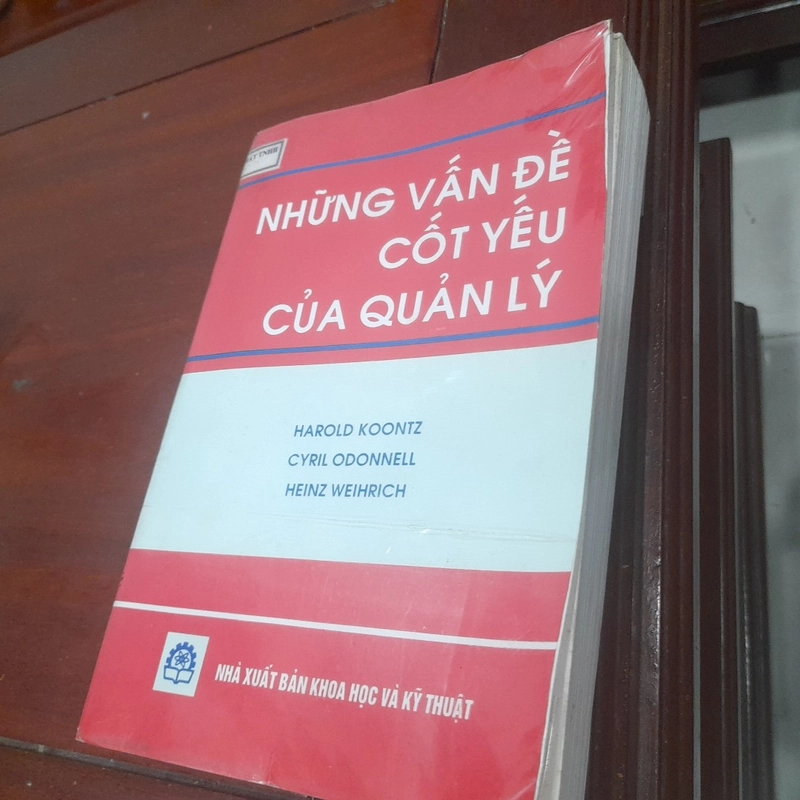 NHỮNG VẤN ĐỀ
CỐT YẾU
CỦA QUẢN LÝ
HAROLD KOONTZ
CYRIL ODONNELL
HEINZ WEIHRICH
NHÀ XUẤT BẢN KHOA HỌC VÀ KỸ THUẬT